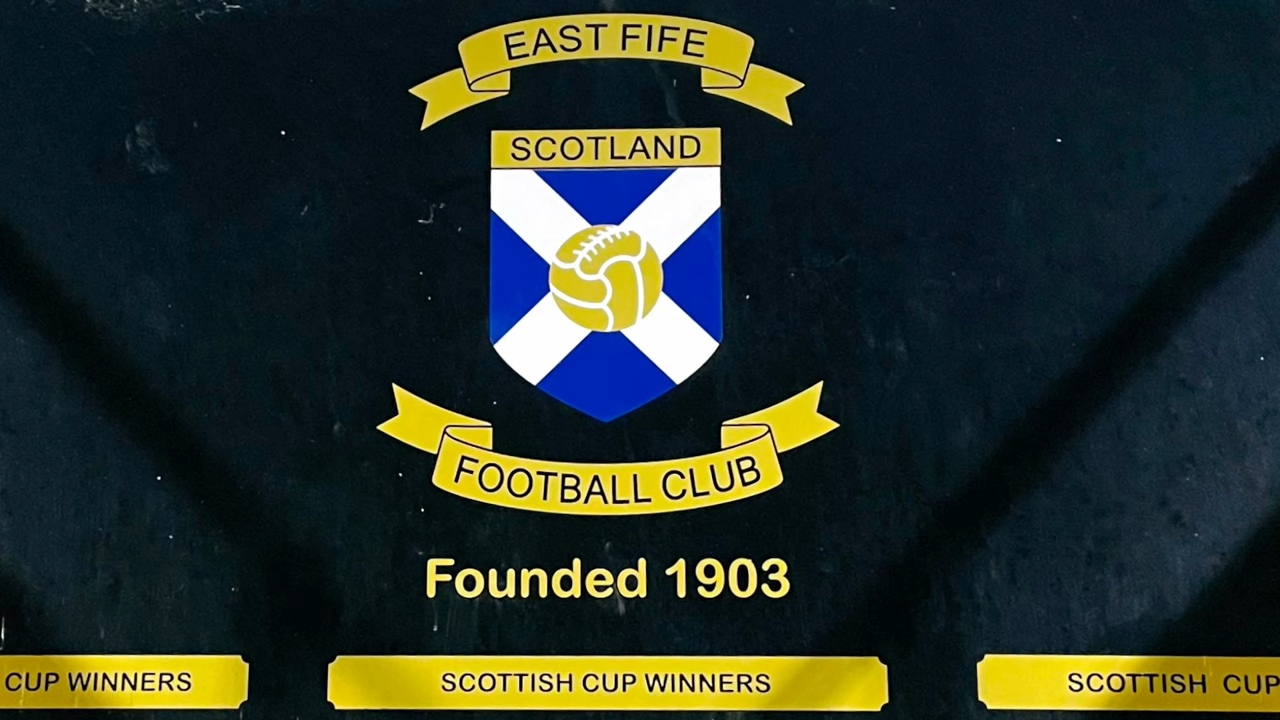 EAST FIFE
SCOTLAND
FOOTBALL CLUB
Founded 1903
CUP WINNERS
SCOTTISH CUP WINNERS
SCOTTISH CUP